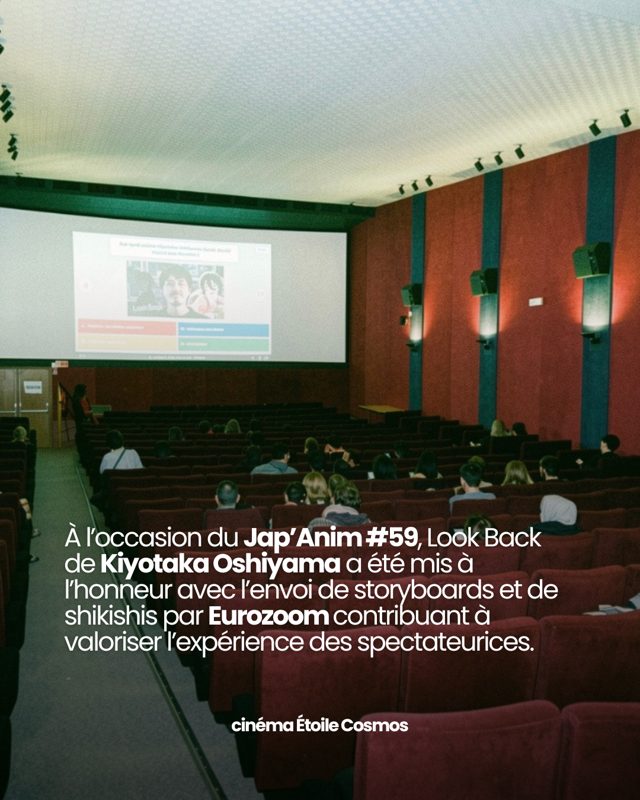 À l'occasion du Jap'Anim #59, Look Back
de Kiyotaka Oshiyama a été mis à
l'honneur avec l'envoi de storyboards et de
shikishis par Eurozoom contribuant à
valoriser l'expérience des spectateurices.
cinéma Étoile Cosmos